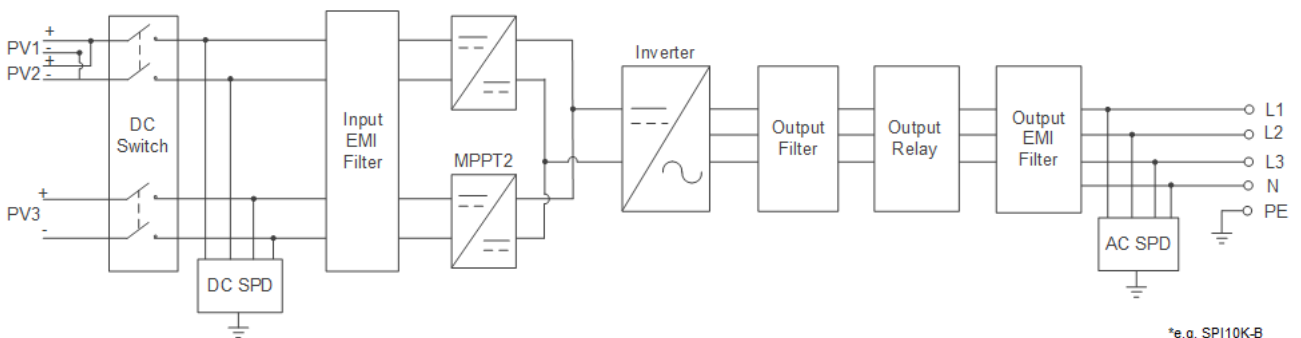 +
PV1
-
+
PV2
-
DC
Switch
+
PV3
-
DC SPD
Input
EMI
Filter
MPPT2
Inverter
Output
Filter
Output
Relay
Output
EMI
Filter
L1
L2
L3
N
PE
AC SPD
*e.g. SPI10K-B